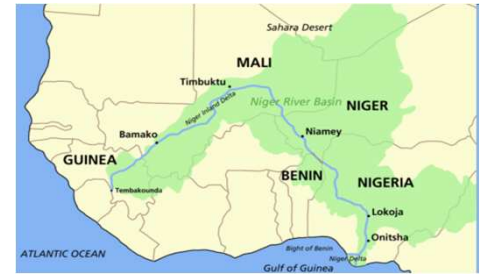 Sahara Desert
MALI
Timbuktu
Niger Inland Delta
Niger River Basin
NIGER
Bamako
Niamey
GUINEA
BENIN
NIGERIA
Tembakounda
Lokoja
Onitsha
ATLANTIC OCEAN
Bight of Benin
Niger Delta
Gulf of Guinea